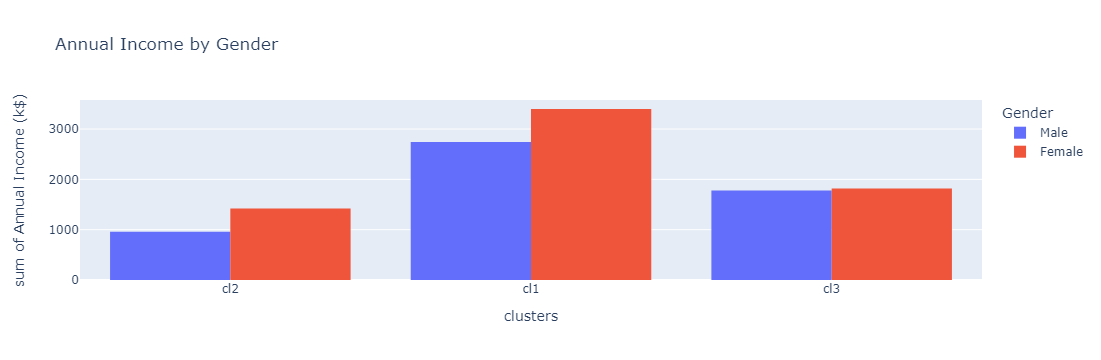 Annual Income by Gender
sum of Annual Income (k$)
3000
2000
1000
0
cl2
cl1
cl3
clusters
Gender
Male
Female